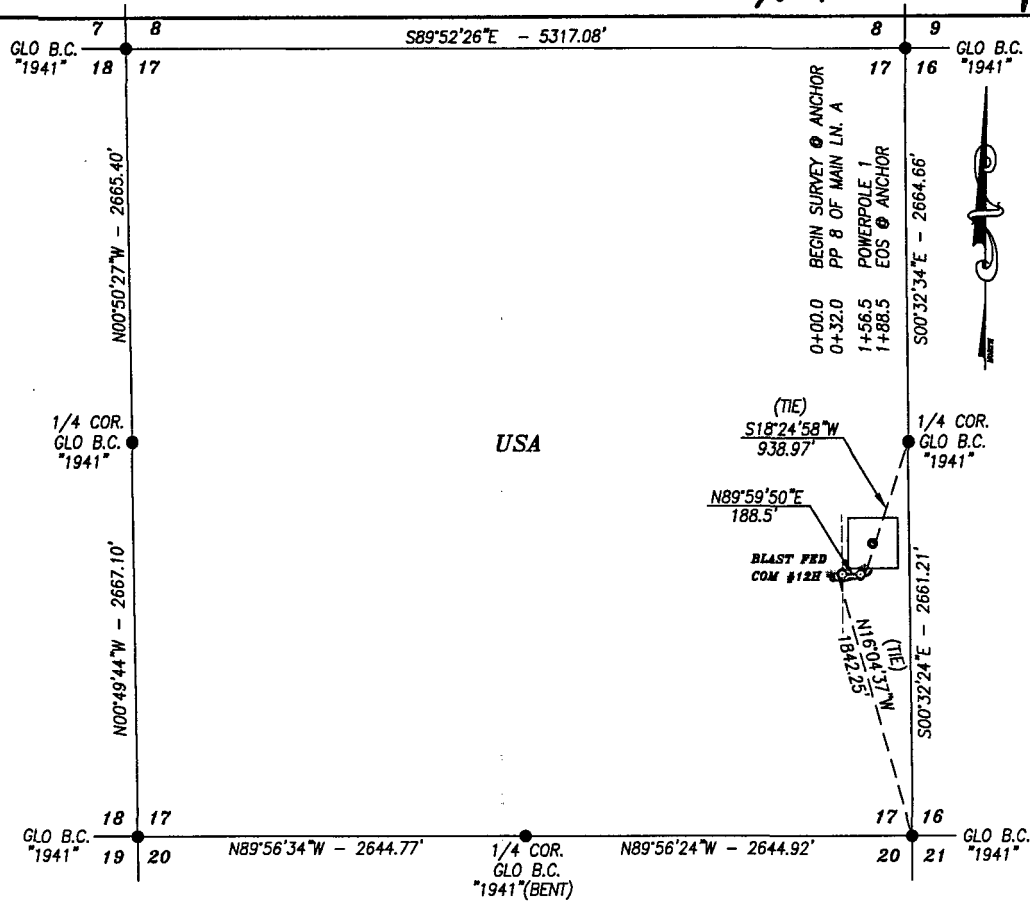 7 8
S89°52'26"E - 5317.08'
8 9
GLO B.C.
"1941"
18 17
17 16
GLO B.C.
"1941"
N00°50'27"W - 2665.40'
0+00.0 BEGIN SURVEY @ ANCHOR
0+32.0 PP 8 OF MAIN LN. A
1+56.5 POWERPOLE 1
1+88.5 EOS @ ANCHOR
S00°32'34"E - 2664.66'
NORTH
1/4 COR.
GLO B.C.
"1941"
USA
(TIE)
S18°24'58"W
938.97'
1/4 COR.
GLO B.C.
"1941"
N89°59'50"E
188.5'
BLAST FED
COM #12H
N00°49'44"W - 2667.10'
(TIE)
N16°04'37"W
1842.25'
S00°32'24"E - 2661.21'
18 17
17 16
GLO B.C.
"1941"
19 20
N89°56'34"W - 2644.77'
1/4 COR.
GLO B.C.
"1941"(BENT)
N89°56'24"W - 2644.92'
20 21
GLO B.C.
"1941"